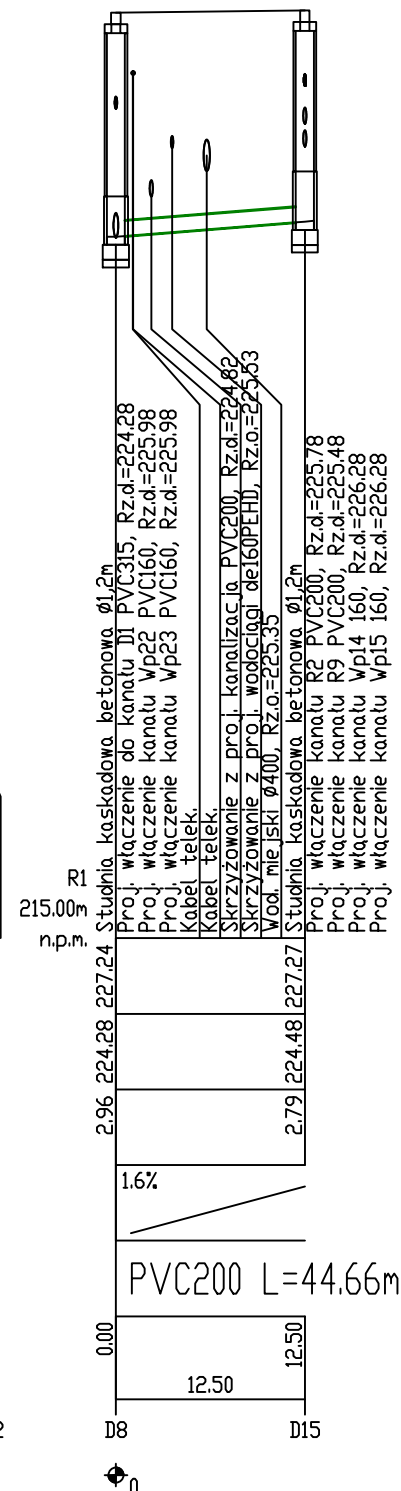 Studnia kaskadowa betonowa ø1,2m
Proj. włączenie do kanału D1 PVC315, Rz.d.=224.28
Proj. włączenie kanału Wp22 PVC160, Rz.d.=225.98
Proj. włączenie kanału Wp23 PVC160, Rz.d.=225.98
Kabel telek.
Kabel telek.
Skrzyżowanie z proj. kanalizacją PVC200, Rz.d.=224.82
Skrzyżowanie z proj. wodociągi de160PEHD, Rz.o.=225.53
Wod. miejski ø400, Rz.o.=225.35
Studnia kaskadowa betonowa ø1,2m
Proj. włączenie kanału R2 PVC200, Rz.d.=225.78
Proj. włączenie kanału R9 PVC200, Rz.d.=225.48
Proj. włączenie kanału Wp14 160, Rz.d.=226.28
Proj. włączenie kanału Wp15 160, Rz.d.=226.28
R1
215.00m
n.p.m.
227.24 227.27
224.28 224.48
2.96 2.79
1.6%
PVC200 L=44.66m
0.00 12.50
12.50
2 D8 D15
0